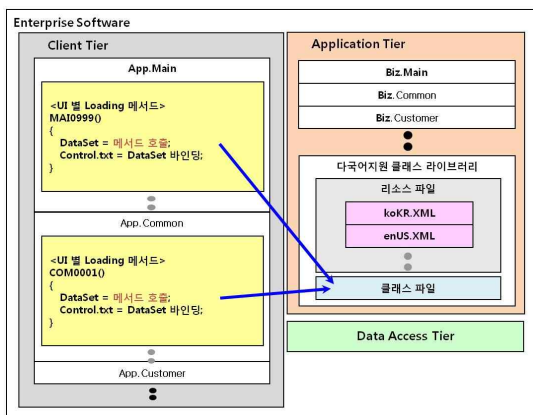 Enterprise Software
Client Tier
App.Main
<UI 별 Loading 메서드>
MAI0999()
{
DataSet = 메서드 호출;
Control.txt = DataSet 바인딩;
}
App.Common
<UI 별 Loading 메서드>
COM0001()
{
DataSet = 메서드 호출;
Control.txt = DataSet 바인딩;
}
App.Customer
Application Tier
Biz.Main
Biz.Common
Biz.Customer
다국어지원 클래스 라이브러리
리소스 파일
koKR.XML
enUS.XML
클래스 파일
Data Access Tier